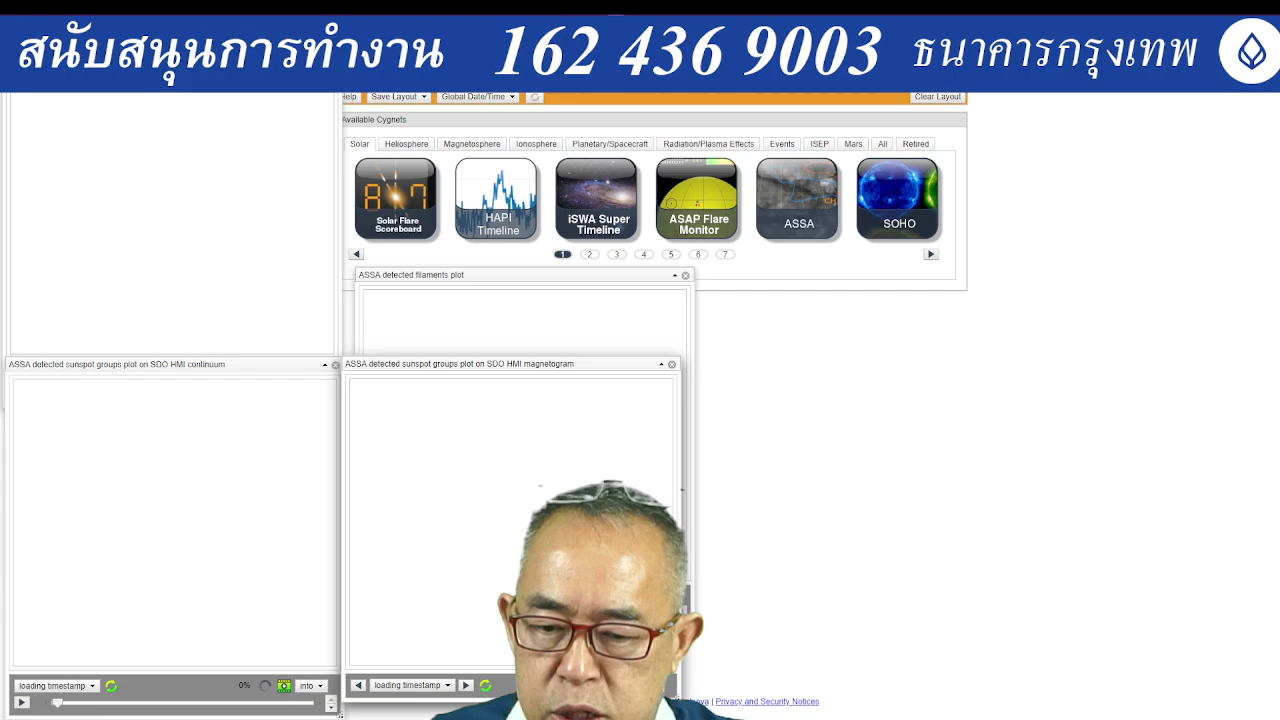 สนับสนุนการทำงาน 162 436 9003 ธนาคารกรุงเทพ
Help Save Layout Global Date/Time Clear Layout
Available Cygnets
Solar Heliosphere Magnetosphere Ionosphere Planetary/Spacecraft Radiation/Plasma Effects Events ISEP Mars All Retired
Solar Flare Scoreboard
HAPI Timeline
iSWA Super Timeline
ASAP Flare Monitor
ASSA
SOHO
1 2 3 4 5 6 7
ASSA detected filaments plot
ASSA detected sunspot groups plot on SDO HMI continuum
ASSA detected sunspot groups plot on SDO HMI magnetogram
loading timestamp 0% info
loading timestamp
| Privacy and Security Notices